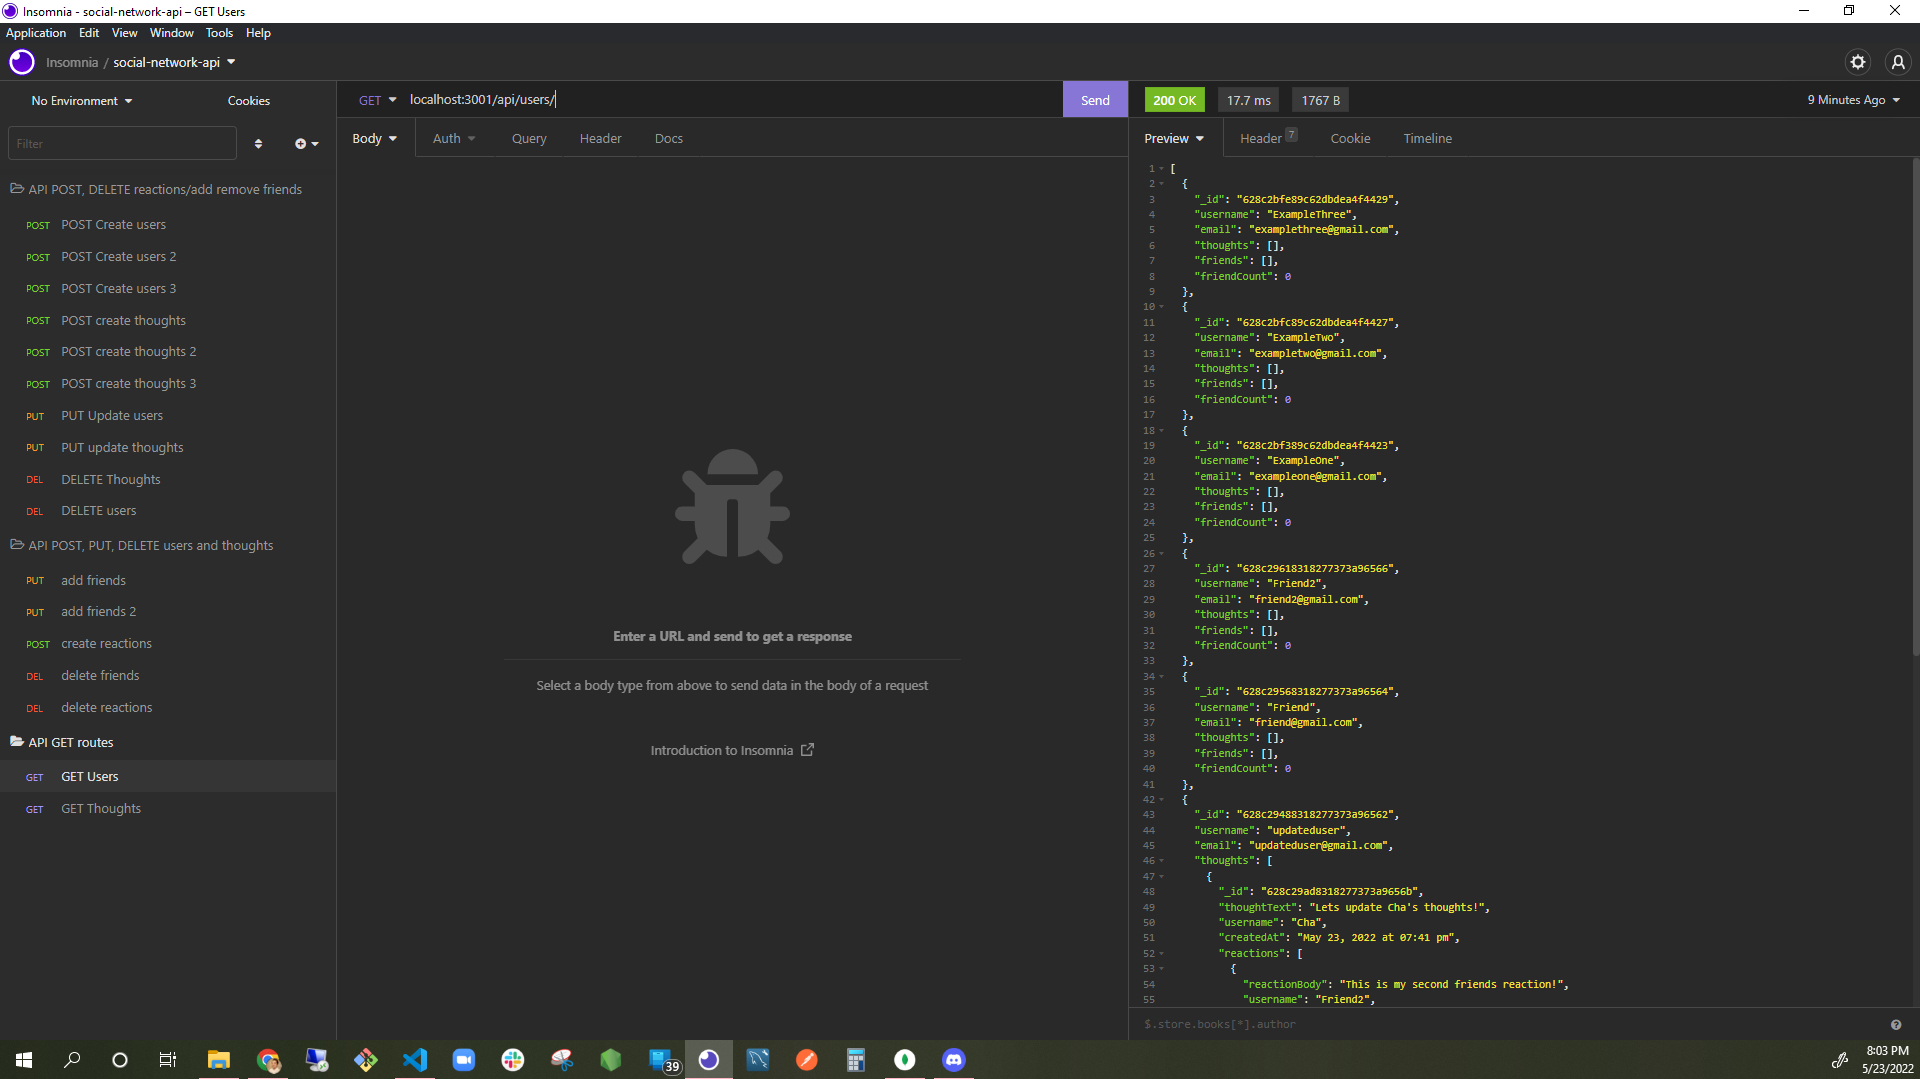 Insomnia - social-network-api – GET Users
Application Edit View Window Tools Help
Insomnia / social-network-api
No Environment
Cookies
Filter
API POST, DELETE reactions/add remove friends
POST POST Create users
POST POST Create users 2
POST POST Create users 3
POST POST create thoughts
POST POST create thoughts 2
POST POST create thoughts 3
PUT PUT Update users
PUT PUT update thoughts
DEL DELETE Thoughts
DEL DELETE users
API POST, PUT, DELETE users and thoughts
PUT add friends
PUT add friends 2
POST create reactions
DEL delete friends
DEL delete reactions
API GET routes
GET GET Users
GET GET Thoughts
GET localhost:3001/api/users/ Send
Body Auth Query Header Docs
Enter a URL and send to get a response
Select a body type from above to send data in the body of a request
Introduction to Insomnia
200 OK 17.7 ms 1767 B 9 Minutes Ago
Preview Header 7 Cookie Timeline
1 [
2 {
3 "_id": "628c2bfe89c62dbdea4f4429",
4 "username": "ExampleThree",
5 "email": "examplethree@gmail.com",
6 "thoughts": [],
7 "friends": [],
8 "friendCount": 0
9 },
10 {
11 "_id": "628c2bfc89c62dbdea4f4427",
12 "username": "ExampleTwo",
13 "email": "exampletwo@gmail.com",
14 "thoughts": [],
15 "friends": [],
16 "friendCount": 0
17 },
18 {
19 "_id": "628c2bf389c62dbdea4f4423",
20 "username": "ExampleOne",
21 "email": "exampleone@gmail.com",
22 "thoughts": [],
23 "friends": [],
24 "friendCount": 0
25 },
26 {
27 "_id": "628c29618318277373a96566",
28 "username": "Friend2",
29 "email": "friend2@gmail.com",
30 "thoughts": [],
31 "friends": [],
32 "friendCount": 0
33 },
34 {
35 "_id": "628c29568318277373a96564",
36 "username": "Friend",
37 "email": "friend@gmail.com",
38 "thoughts": [],
39 "friends": [],
40 "friendCount": 0
41 },
42 {
43 "_id": "628c29488318277373a96562",
44 "username": "updateduser",
45 "email": "updateduser@gmail.com",
46 "thoughts": [
47 {
48 "_id": "628c29ad8318277373a9656b",
49 "thoughtText": "Lets update Cha's thoughts!",
50 "username": "Cha",
51 "createdAt": "May 23, 2022 at 07:41 pm",
52 "reactions": [
53 {
54 "reactionBody": "This is my second friends reaction!",
55 "username": "Friend2",
$.store.books[*].author
39
8:03 PM
5/23/2022